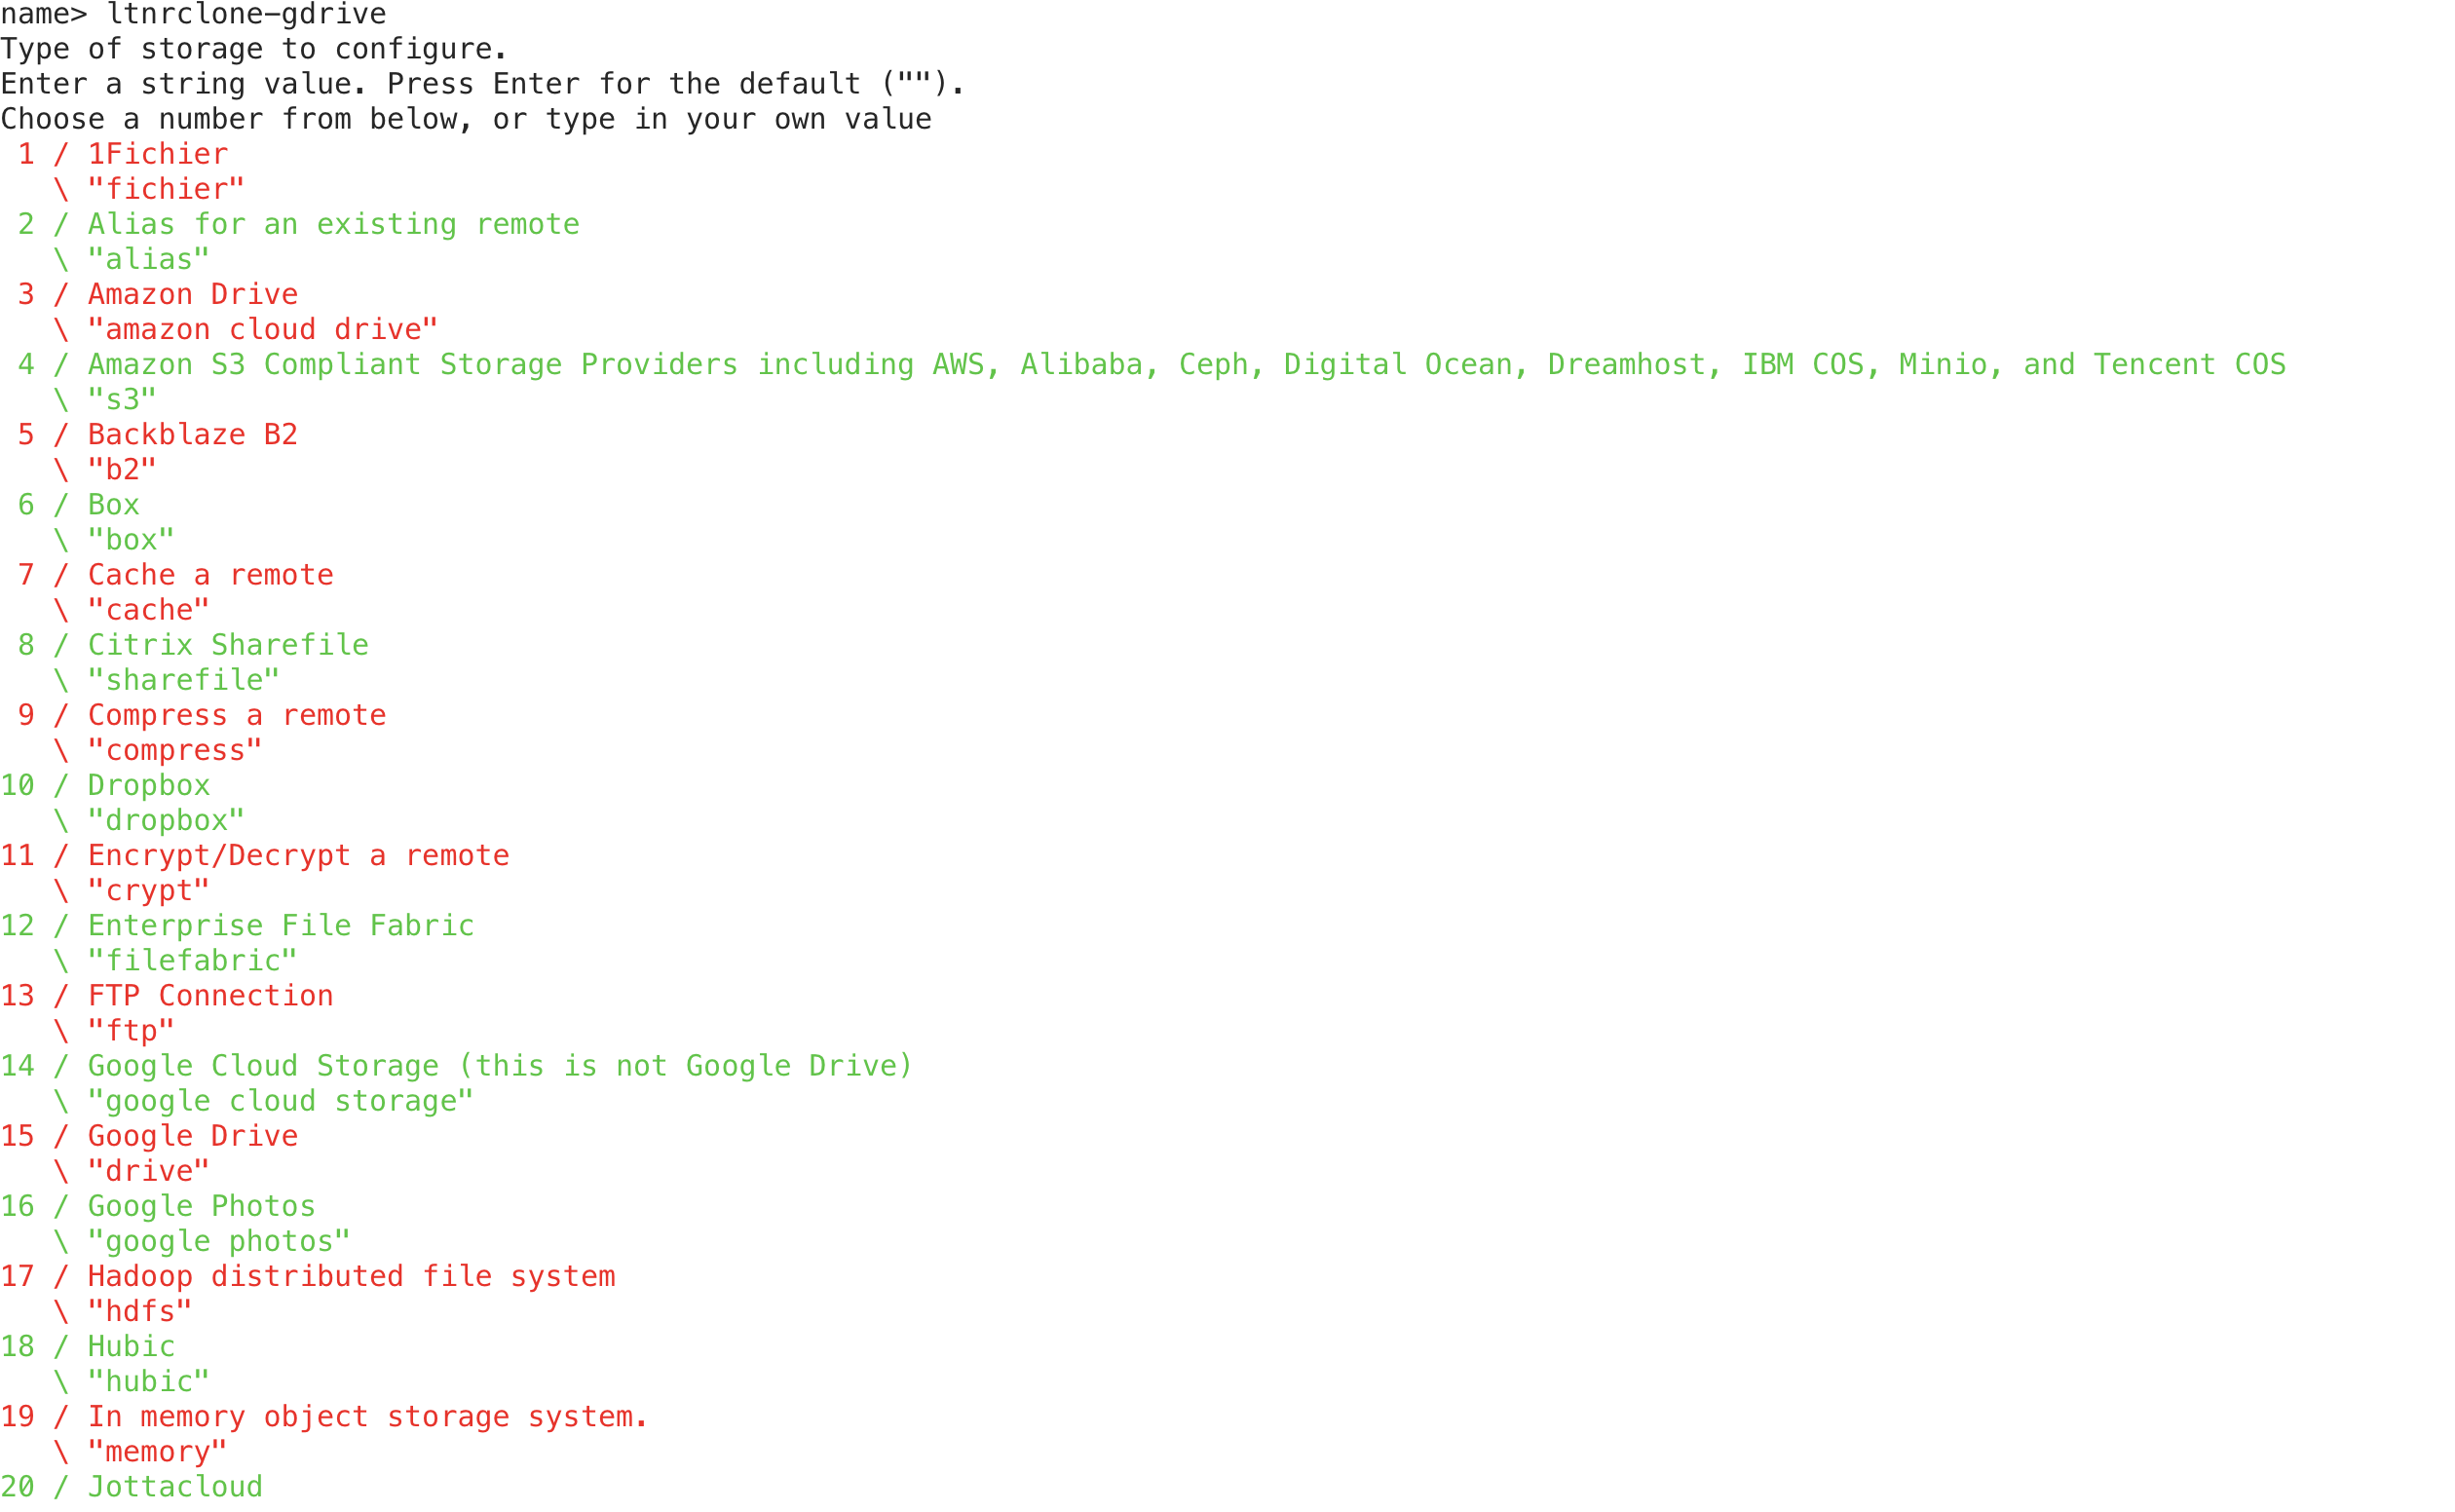 name> ltnrclone-gdrive
Type of storage to configure.
Enter a string value. Press Enter for the default ("").
Choose a number from below, or type in your own value
 1 / 1Fichier
   \ "fichier"
 2 / Alias for an existing remote
   \ "alias"
 3 / Amazon Drive
   \ "amazon cloud drive"
 4 / Amazon S3 Compliant Storage Providers including AWS, Alibaba, Ceph, Digital Ocean, Dreamhost, IBM COS, Minio, and Tencent COS
   \ "s3"
 5 / Backblaze B2
   \ "b2"
 6 / Box
   \ "box"
 7 / Cache a remote
   \ "cache"
 8 / Citrix Sharefile
   \ "sharefile"
 9 / Compress a remote
   \ "compress"
10 / Dropbox
   \ "dropbox"
11 / Encrypt/Decrypt a remote
   \ "crypt"
12 / Enterprise File Fabric
   \ "filefabric"
13 / FTP Connection
   \ "ftp"
14 / Google Cloud Storage (this is not Google Drive)
   \ "google cloud storage"
15 / Google Drive
   \ "drive"
16 / Google Photos
   \ "google photos"
17 / Hadoop distributed file system
   \ "hdfs"
18 / Hubic
   \ "hubic"
19 / In memory object storage system.
   \ "memory"
20 / Jottacloud